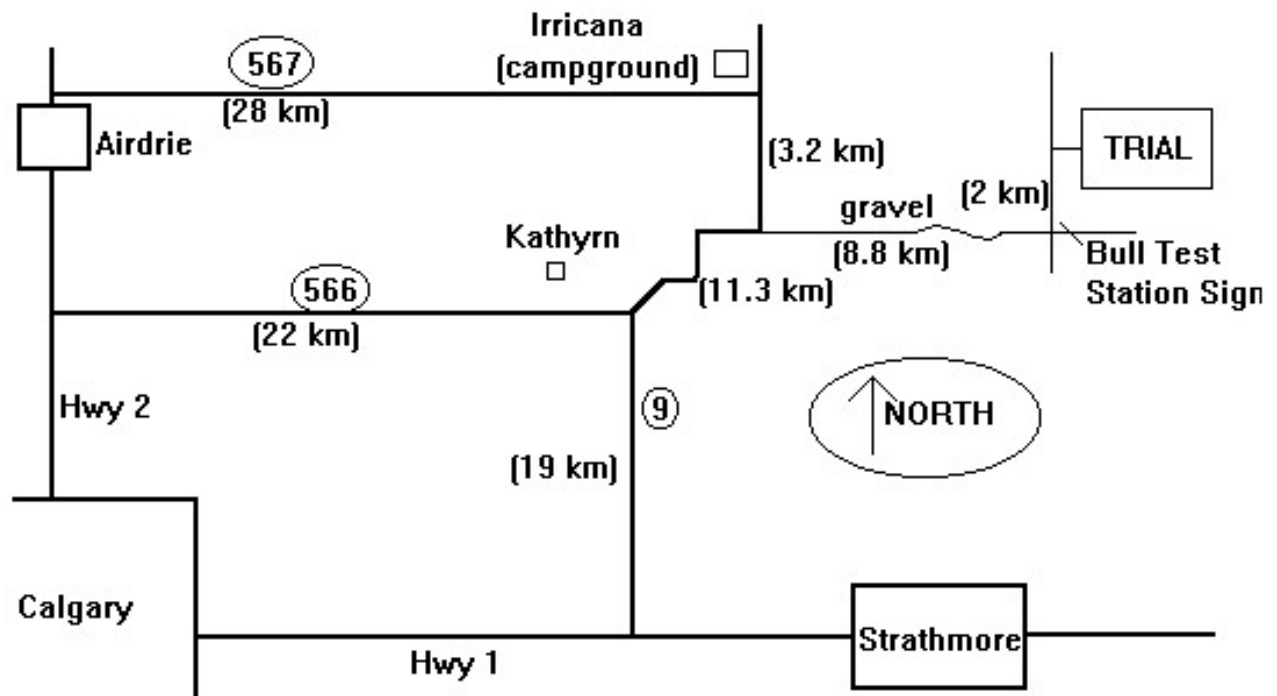 Irricana
(campground)
567
(28 km)
Airdrie
(3.2 km)
TRIAL
(2 km)
gravel
(8.8 km)
Bull Test
Station Sign
Kathyrn
(11.3 km)
566
(22 km)
Hwy 2
9
NORTH
(19 km)
Calgary
Strathmore
Hwy 1